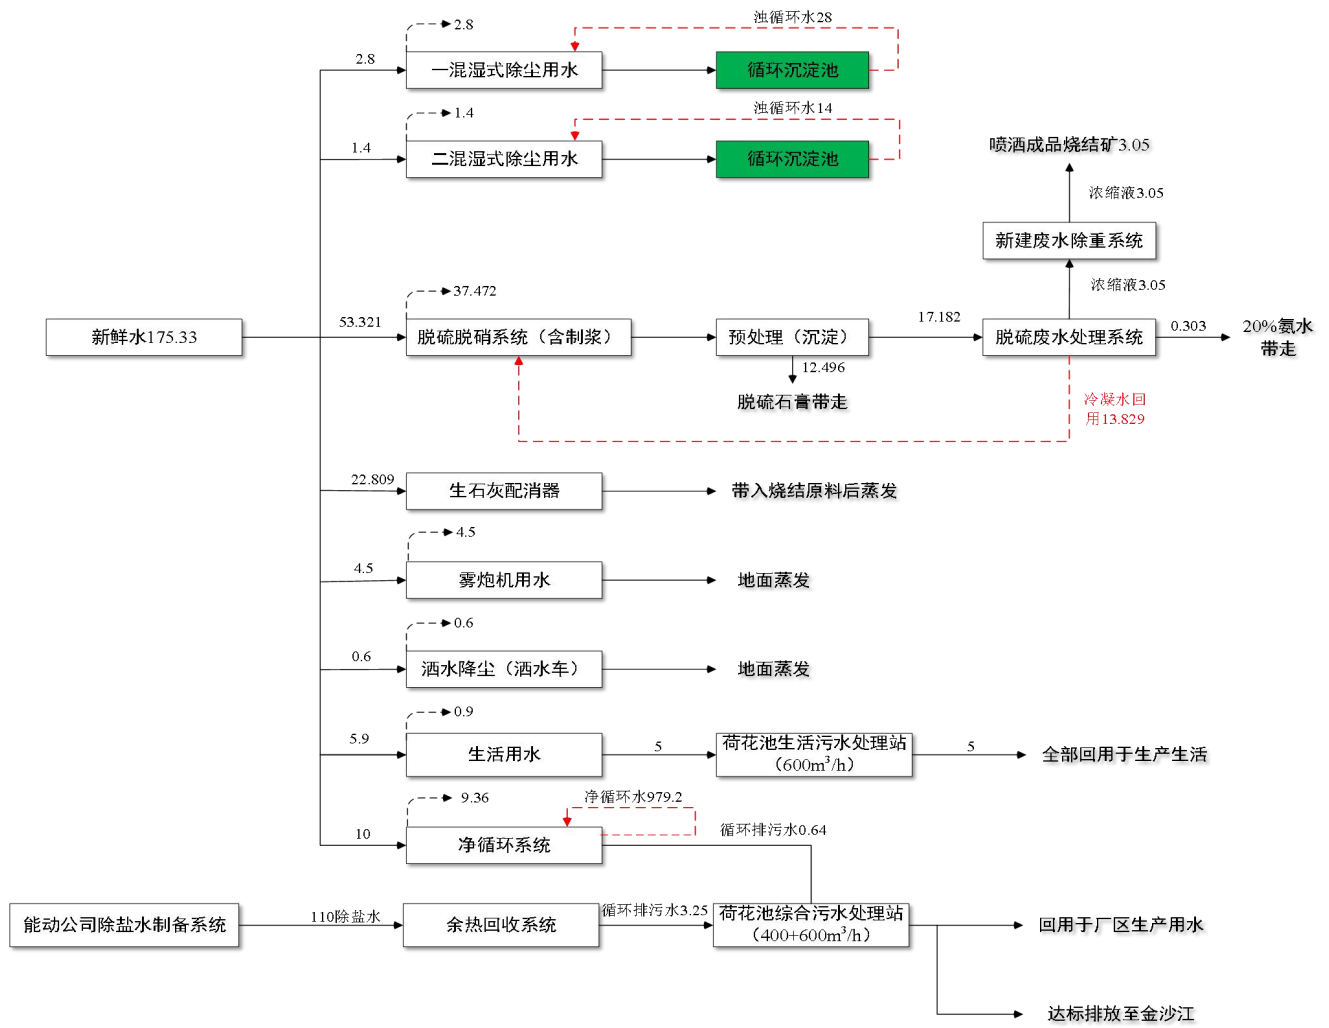 浊循环水28
2.8
2.8
一混湿式除尘用水
循环沉淀池
浊循环水14
1.4
1.4
二混湿式除尘用水
循环沉淀池
喷洒成品烧结矿3.05
浓缩液3.05
新建废水除重系统
浓缩液3.05
37.472
新鲜水175.33
53.321
脱硫脱硝系统（含制浆）
预处理（沉淀）
17.182
脱硫废水处理系统
0.303
20%氨水
带走
12.496
脱硫石膏带走
冷凝水回
用13.829
22.809
生石灰配消器
带入烧结原料后蒸发
4.5
4.5
雾炮机用水
地面蒸发
0.6
0.6
洒水降尘（洒水车）
地面蒸发
0.9
5.9
生活用水
5
荷花池生活污水处理站
（600m³/h）
5
全部回用于生产生活
9.36
净循环水979.2
10
净循环系统
循环排污水0.64
能动公司除盐水制备系统
110除盐水
余热回收系统
循环排污水3.25
荷花池综合污水处理站
（400+600m³/h）
回用于厂区生产用水
达标排放至金沙江